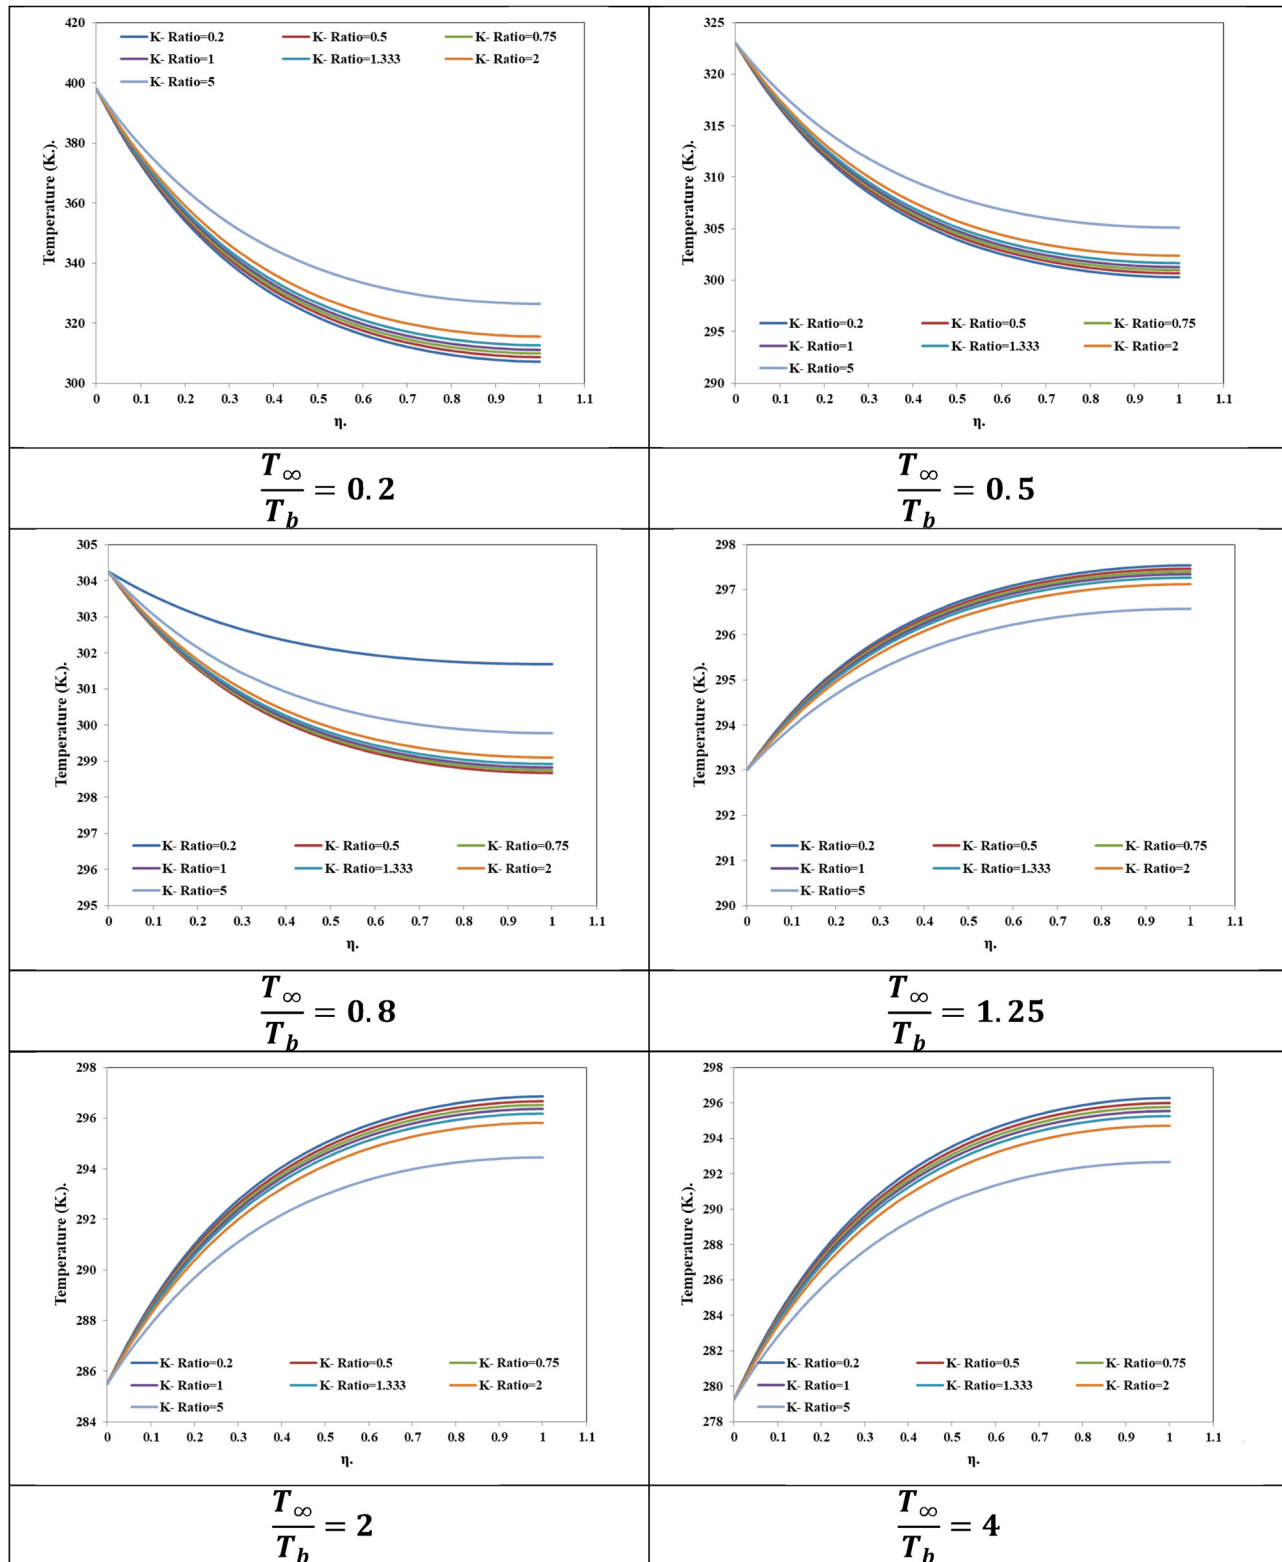 420
400
380
360
340
320
300
Temperature (K.).
K- Ratio=0.2 K- Ratio=0.5 K- Ratio=0.75
K- Ratio=1 K- Ratio=1.333 K- Ratio=2
K- Ratio=5
0 0.1 0.2 0.3 0.4 0.5 0.6 0.7 0.8 0.9 1 1.1
η.
325
320
315
310
305
300
295
290
Temperature (K.).
K- Ratio=0.2 K- Ratio=0.5 K- Ratio=0.75
K- Ratio=1 K- Ratio=1.333 K- Ratio=2
K- Ratio=5
0 0.1 0.2 0.3 0.4 0.5 0.6 0.7 0.8 0.9 1 1.1
η.
T∞/Tb = 0.2
T∞/Tb = 0.5
305
304
303
302
301
300
299
298
297
296
295
Temperature (K.).
K- Ratio=0.2 K- Ratio=0.5 K- Ratio=0.75
K- Ratio=1 K- Ratio=1.333 K- Ratio=2
K- Ratio=5
0 0.1 0.2 0.3 0.4 0.5 0.6 0.7 0.8 0.9 1 1.1
η.
298
297
296
295
294
293
292
291
290
Temperature (K.).
K- Ratio=0.2 K- Ratio=0.5 K- Ratio=0.75
K- Ratio=1 K- Ratio=1.333 K- Ratio=2
K- Ratio=5
0 0.1 0.2 0.3 0.4 0.5 0.6 0.7 0.8 0.9 1 1.1
η.
T∞/Tb = 0.8
T∞/Tb = 1.25
298
296
294
292
290
288
286
284
Temperature (K.).
K- Ratio=0.2 K- Ratio=0.5 K- Ratio=0.75
K- Ratio=1 K- Ratio=1.333 K- Ratio=2
K- Ratio=5
0 0.1 0.2 0.3 0.4 0.5 0.6 0.7 0.8 0.9 1 1.1
η.
298
296
294
292
290
288
286
284
282
280
278
Temperature (K.).
K- Ratio=0.2 K- Ratio=0.5 K- Ratio=0.75
K- Ratio=1 K- Ratio=1.333 K- Ratio=2
K- Ratio=5
0 0.1 0.2 0.3 0.4 0.5 0.6 0.7 0.8 0.9 1 1.1
η.
T∞/Tb = 2
T∞/Tb = 4